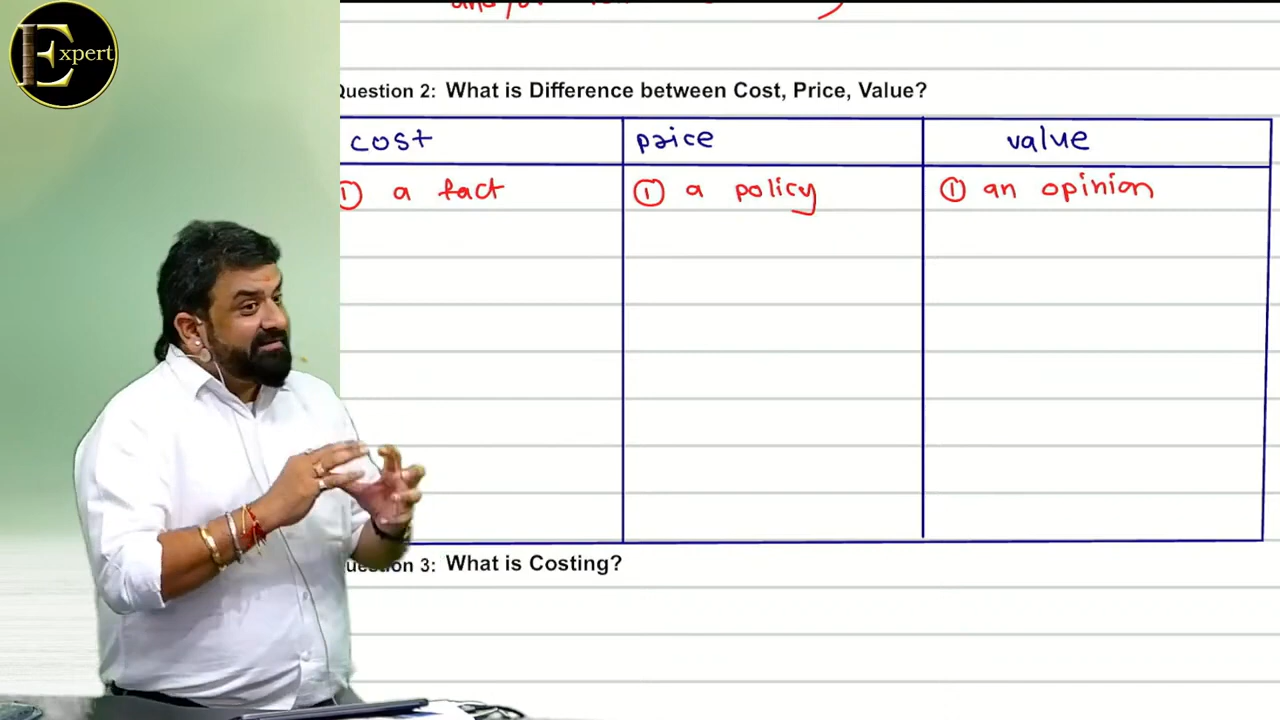 Expert
Question 2: What is Difference between Cost, Price, Value?
cost price value
① a fact ① a policy ① an opinion
Question 3: What is Costing?